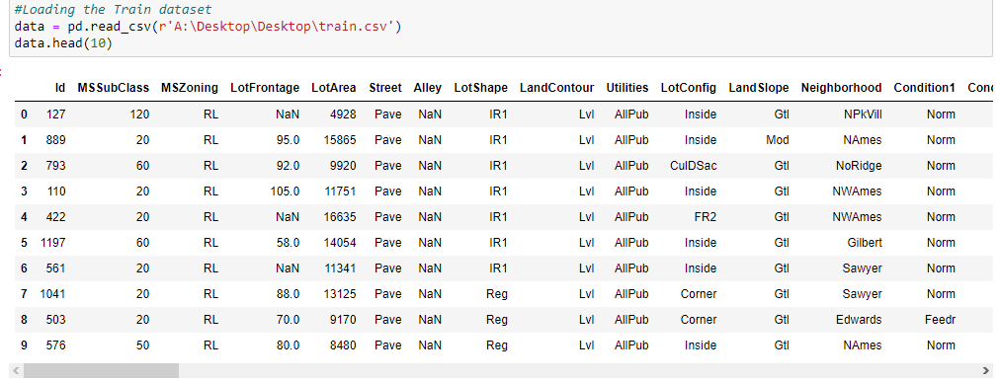 #Loading the Train dataset
data = pd.read_csv(r'A:\Desktop\Desktop\train.csv')
data.head(10)
Id MSSubClass MSZoning LotFrontage LotArea Street Alley LotShape LandContour Utilities LotConfig LandSlope Neighborhood Condition1 Cond
0 127 120 RL NaN 4928 Pave NaN IR1 Lvl AllPub Inside Gtl NPkVill Norm
1 889 20 RL 95.0 15865 Pave NaN IR1 Lvl AllPub Inside Mod NAmes Norm
2 793 60 RL 92.0 9920 Pave NaN IR1 Lvl AllPub CulDSac Gtl NoRidge Norm
3 110 20 RL 105.0 11751 Pave NaN IR1 Lvl AllPub Inside Gtl NWAmes Norm
4 422 20 RL NaN 16635 Pave NaN IR1 Lvl AllPub FR2 Gtl NWAmes Norm
5 1197 60 RL 58.0 14054 Pave NaN IR1 Lvl AllPub Inside Gtl Gilbert Norm
6 561 20 RL NaN 11341 Pave NaN IR1 Lvl AllPub Inside Gtl Sawyer Norm
7 1041 20 RL 88.0 13125 Pave NaN Reg Lvl AllPub Corner Gtl Sawyer Norm
8 503 20 RL 70.0 9170 Pave NaN Reg Lvl AllPub Corner Gtl Edwards Feedr
9 576 50 RL 80.0 8480 Pave NaN Reg Lvl AllPub Inside Gtl NAmes Norm